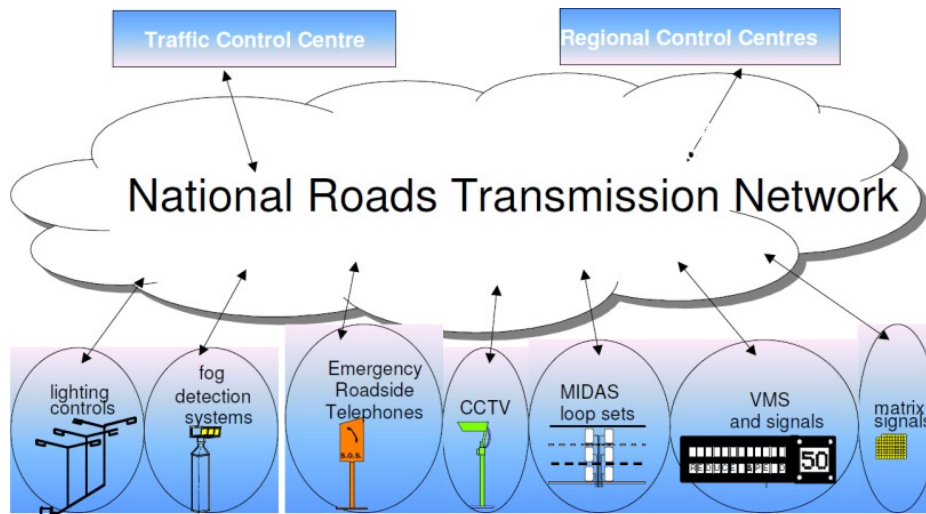 Traffic Control Centre
Regional Control Centres
National Roads Transmission Network
lighting
controls
fog
detection
systems
Emergency
Roadside
Telephones
S.O.S.
CCTV
MIDAS
loop sets
VMS
and signals
50
matrix
signals